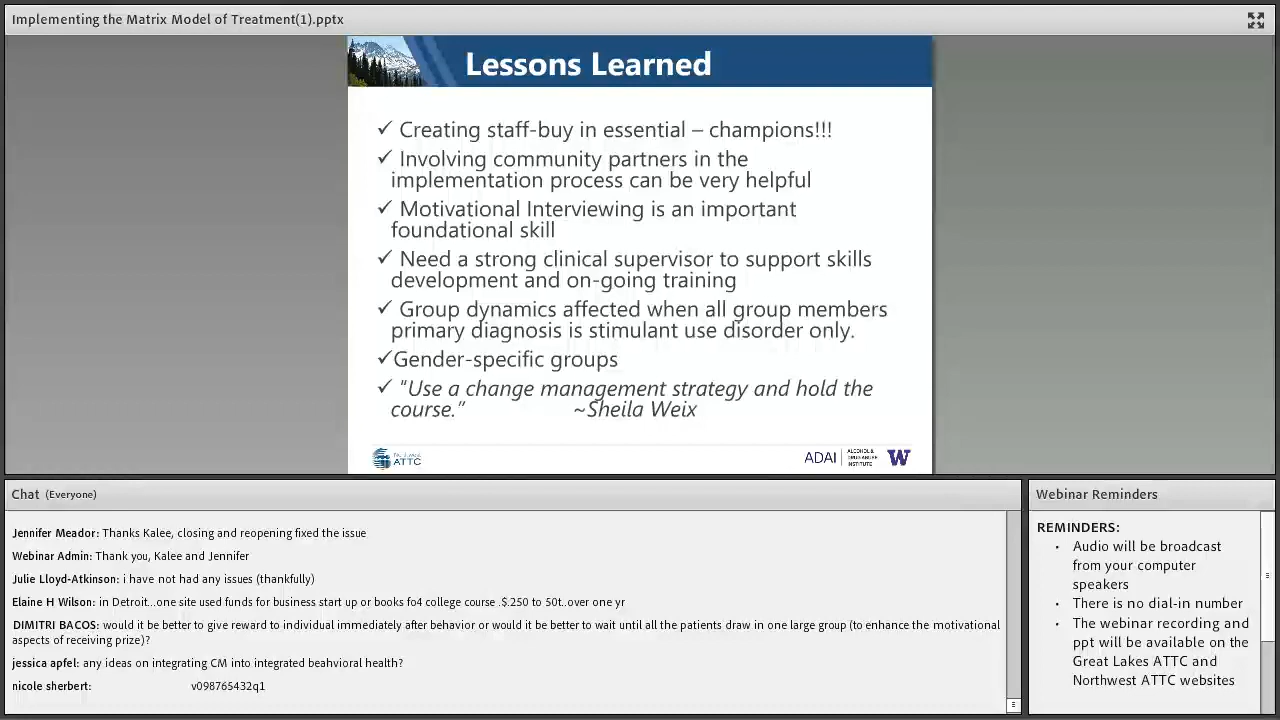 Implementing the Matrix Model of Treatment(1).pptx
Lessons Learned
✓ Creating staff-buy in essential – champions!!!
✓ Involving community partners in the
implementation process can be very helpful
✓ Motivational Interviewing is an important
foundational skill
✓ Need a strong clinical supervisor to support skills
development and on-going training
✓ Group dynamics affected when all group members
primary diagnosis is stimulant use disorder only.
✓Gender-specific groups
✓ "Use a change management strategy and hold the
course." ~Sheila Weix
Northwest
ATTC
ADAI
ALCOHOL &
DRUG ABUSE
INSTITUTE
W
Chat (Everyone)
Jennifer Meador: Thanks Kalee, closing and reopening fixed the issue
Webinar Admin: Thank you, Kalee and Jennifer
Julie Lloyd-Atkinson: i have not had any issues (thankfully)
Elaine H Wilson: in Detroit...one site used funds for business start up or books fo4 college course .$.250 to 50t..over one yr
DIMITRI BACOS: would it be better to give reward to individual immediately after behavior or would it be better to wait until all the patients draw in one large group (to enhance the motivational
aspects of receiving prize)?
jessica apfel: any ideas on integrating CM into integrated beahvioral health?
nicole sherbert: v098765432q1
Webinar Reminders
REMINDERS:
• Audio will be broadcast
from your computer
speakers
• There is no dial-in number
• The webinar recording and
ppt will be available on the
Great Lakes ATTC and
Northwest ATTC websites